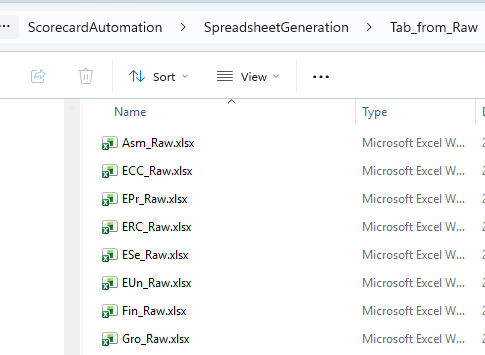 ... ScorecardAutomation > SpreadsheetGeneration > Tab_from_Raw
Sort View ...
Name Type
Asm_Raw.xlsx Microsoft Excel W...
ECC_Raw.xlsx Microsoft Excel W...
EPr_Raw.xlsx Microsoft Excel W...
ERC_Raw.xlsx Microsoft Excel W...
ESe_Raw.xlsx Microsoft Excel W...
EUn_Raw.xlsx Microsoft Excel W...
Fin_Raw.xlsx Microsoft Excel W...
Gro_Raw.xlsx Microsoft Excel W...